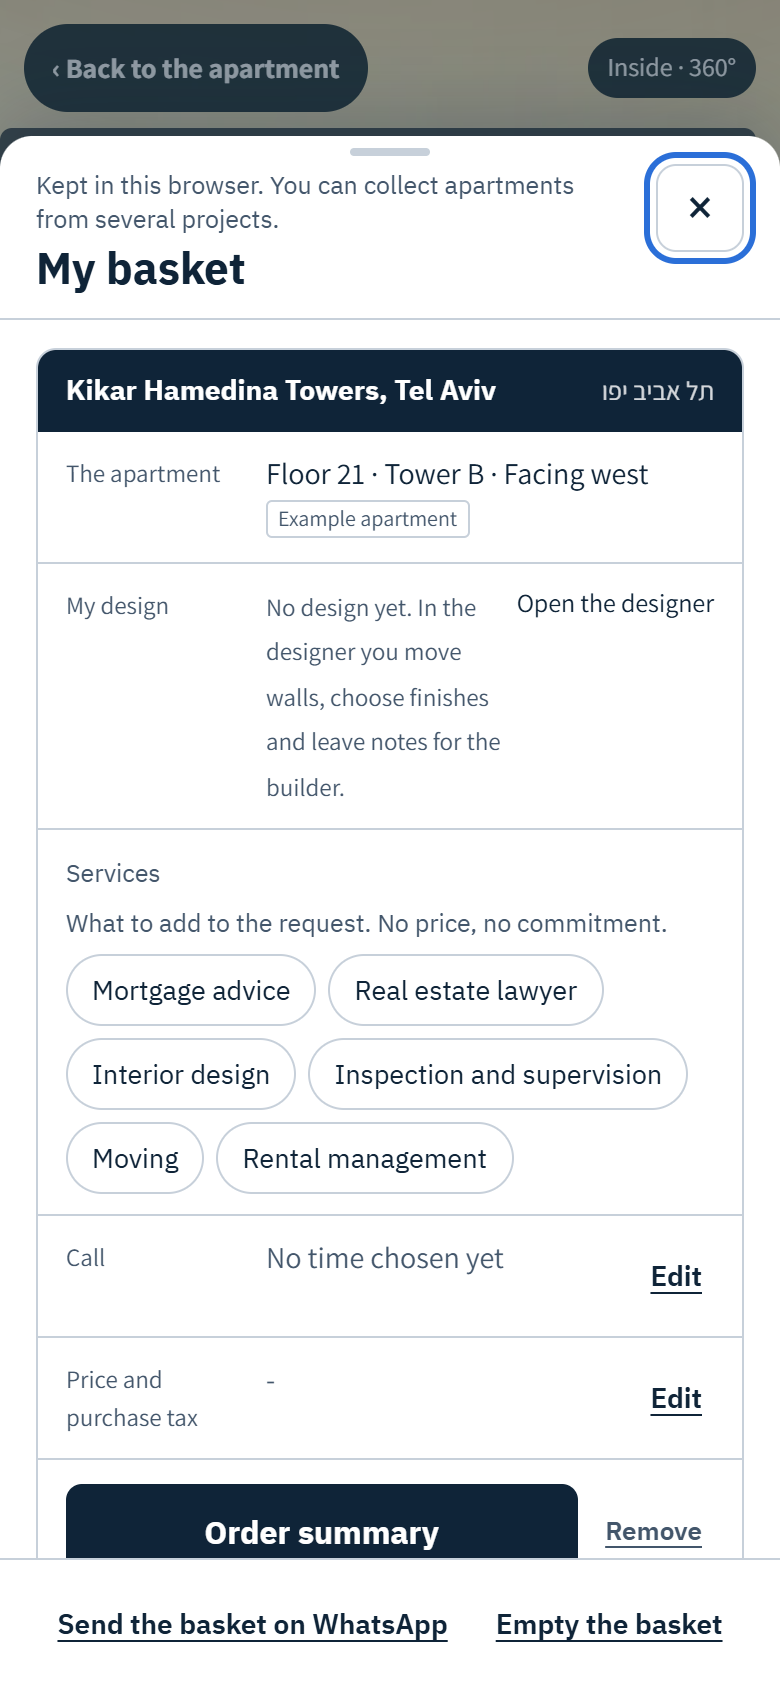 ‹ Back to the apartment
Inside · 360°
Kept in this browser. You can collect apartments
from several projects.
My basket
×
Kikar Hamedina Towers, Tel Aviv
תל אביב יפו
The apartment
Floor 21 · Tower B · Facing west
Example apartment
My design
No design yet. In the
designer you move
walls, choose finishes
and leave notes for the
builder.
Open the designer
Services
What to add to the request. No price, no commitment.
Mortgage advice
Real estate lawyer
Interior design
Inspection and supervision
Moving
Rental management
Call
No time chosen yet
Edit
Price and
purchase tax
-
Edit
Order summary
Remove
Send the basket on WhatsApp
Empty the basket